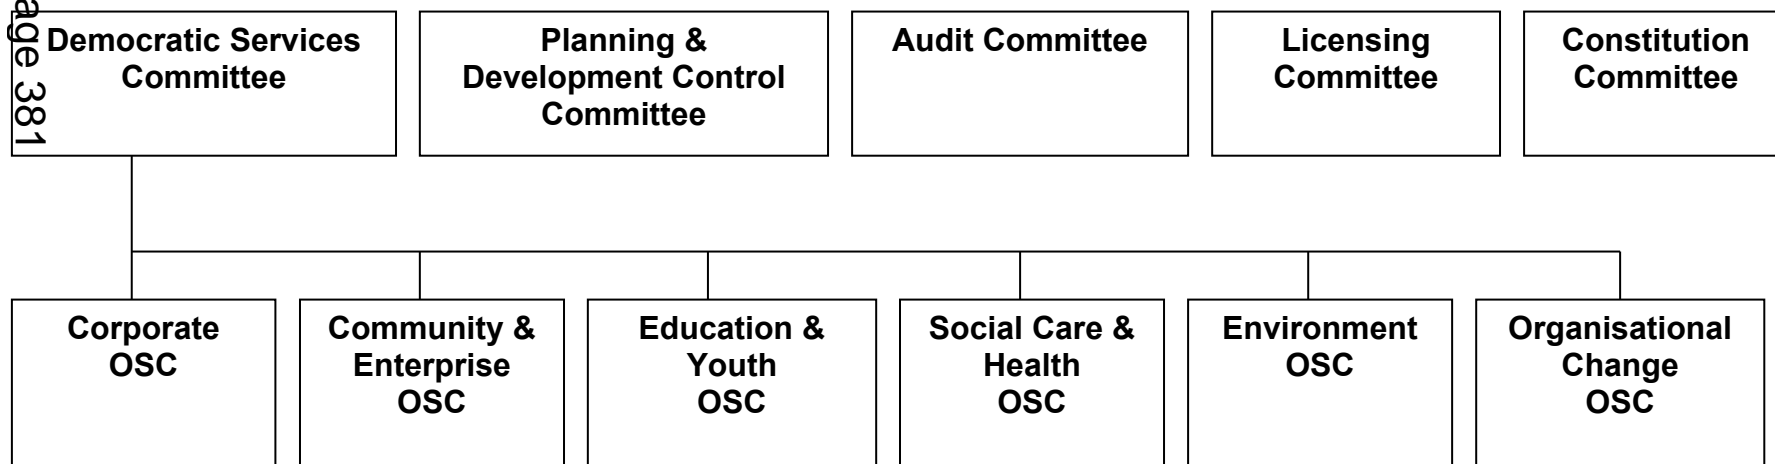 age 381
Democratic Services
Committee
Planning &
Development Control
Committee
Audit Committee
Licensing
Committee
Constitution
Committee
Corporate
OSC
Community &
Enterprise
OSC
Education &
Youth
OSC
Social Care &
Health
OSC
Environment
OSC
Organisational
Change
OSC